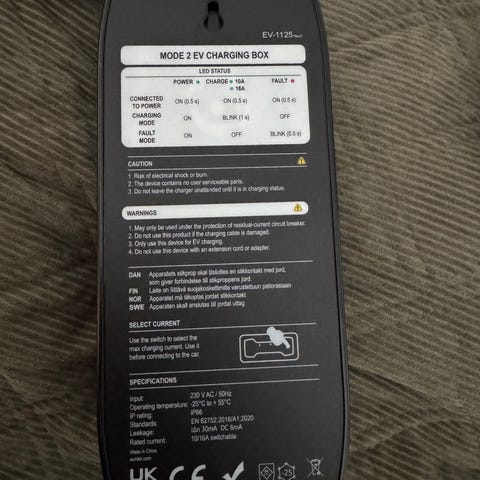 EV-1125
MODE 2 EV CHARGING BOX
LED STATUS
POWER CHARGE 10A FAULT
16A
CONNECTED TO POWER ON (0.5 s) ON (0.5 s) ON (0.5 s)
CHARGING MODE ON BLINK (1 s) OFF
FAULT MODE ON OFF BLINK (0.5 s)
CAUTION
1. Risk of electrical shock or burn.
2. The device contains no user serviceable parts.
3. Do not leave the charger unattended until it is in charging status.
WARNINGS
1. May only be used under the protection of residual-current circuit breaker.
2. Do not use this product if the charging cable is damaged.
3. Only use this device for EV charging.
4. Do not use this device with an extension cord or adapter.
DAN Apparatets stikprop skal tilsluttes en stikkontakt med jord,
som giver forbindelse til stikproppens jord.
FIN Laite on liitettävä suojakoskettimilla varustettuun pistorasiaan
NOR Apparatet må tilkoples jordet stikkontakt
SWE Apparaten skall anslutas till jordat uttag
SELECT CURRENT
Use the switch to select the
max charging current. Use it
before connecting to the car.
SPECIFICATIONS
Input: 230 V AC / 50Hz
Operating temperature: -25°C to + 55°C
IP rating: IP66
Standards: EN 62752:2016/A1:2020
Leakage: IΔn 30mA DC 6mA
Rated current: 10/16A switchable
Made in China
aurdel.com
UK CE
-25